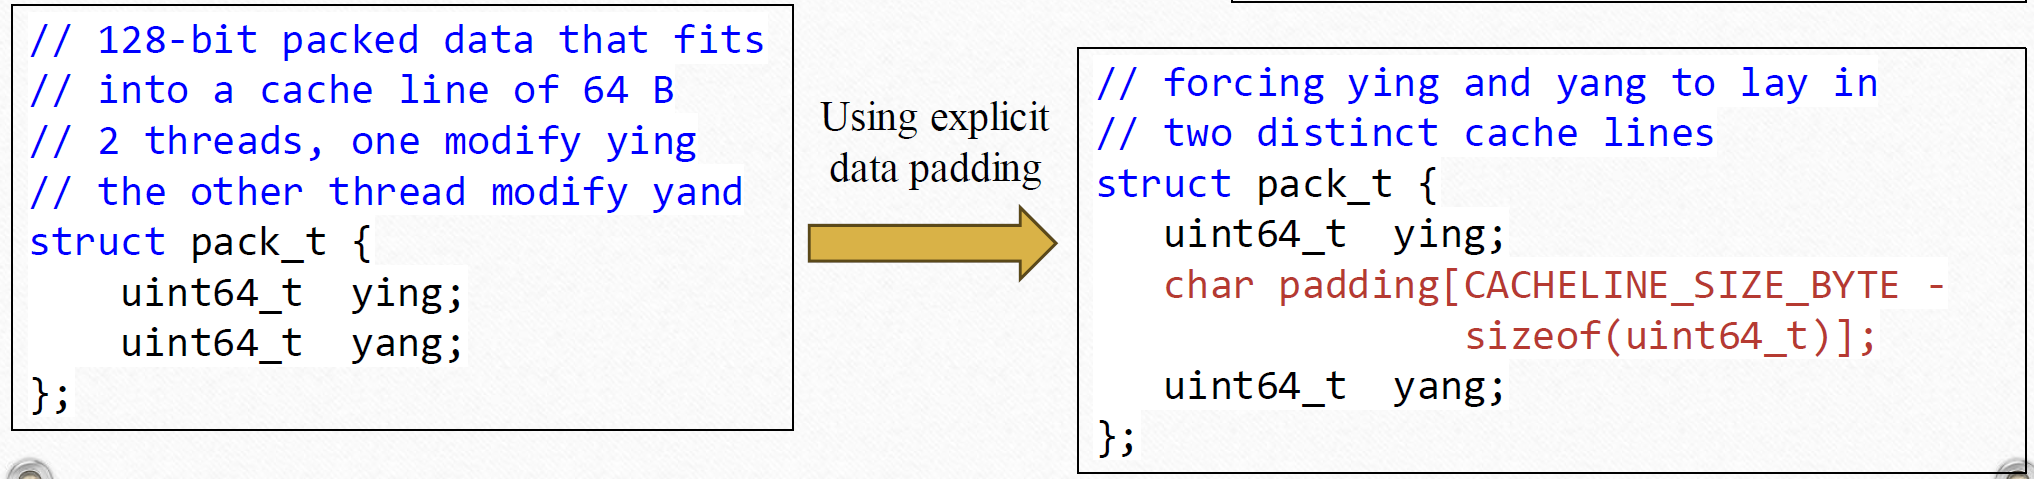 // 128-bit packed data that fits
// into a cache line of 64 B
// 2 threads, one modify ying
// the other thread modify yand
struct pack_t {
    uint64_t  ying;
    uint64_t  yang;
};
Using explicit
data padding
// forcing ying and yang to lay in
// two distinct cache lines
struct pack_t {
   uint64_t  ying;
   char padding[CACHELINE_SIZE_BYTE -
                sizeof(uint64_t)];
   uint64_t  yang;
};